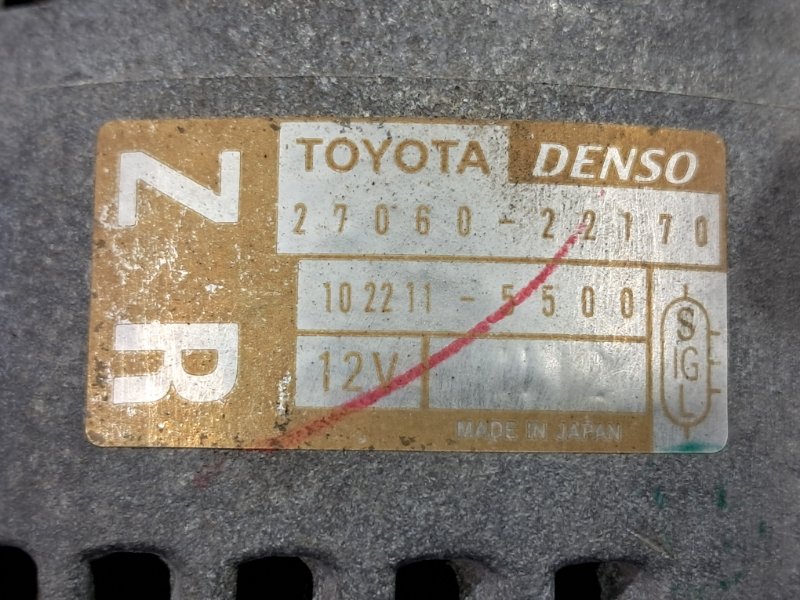 TOYOTA DENSO
27060-22170
102211-5500
12V
MADE IN JAPAN
S
IG
L
Z R